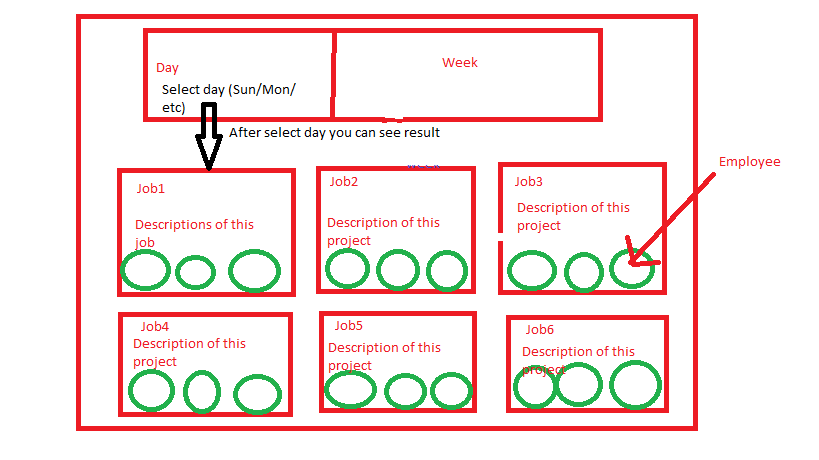 Day
Week
Select day (Sun/Mon/
etc)
After select day you can see result
Employee
Job1
Descriptions of this
job
Job2
Description of this
project
Job3
Description of this
project
Job4
Description of this
project
Job5
Description of this
project
Job6
Description of this
project